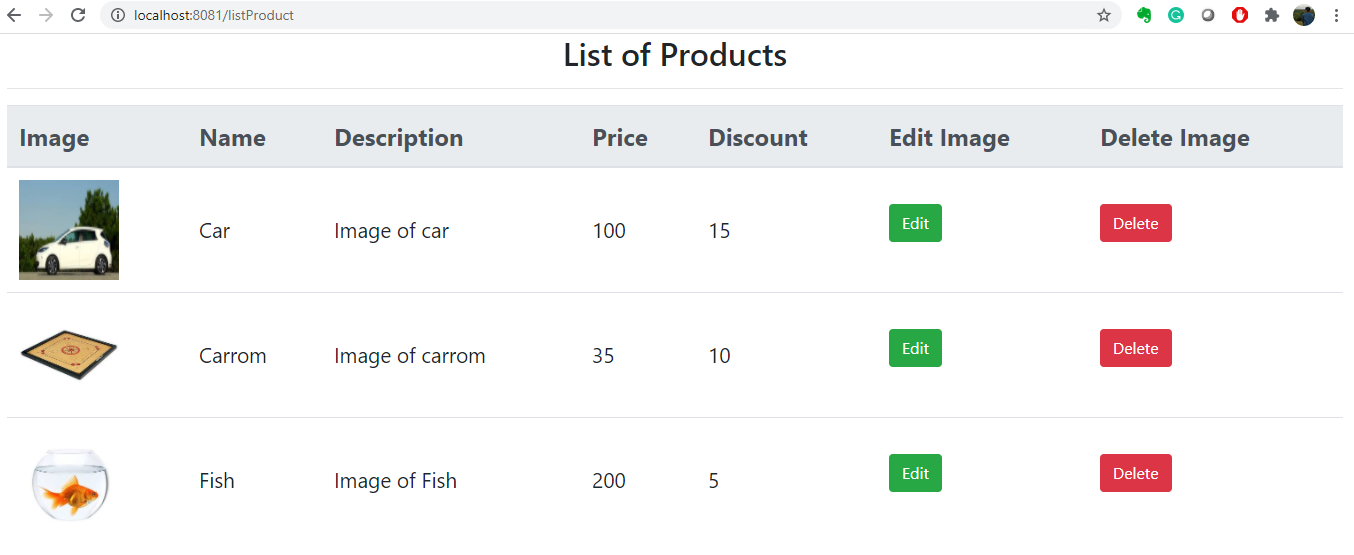 localhost:8081/listProduct
List of Products
Image Name Description Price Discount Edit Image Delete Image
Car Image of car 100 15 Edit Delete
Carrom Image of carrom 35 10 Edit Delete
Fish Image of Fish 200 5 Edit Delete